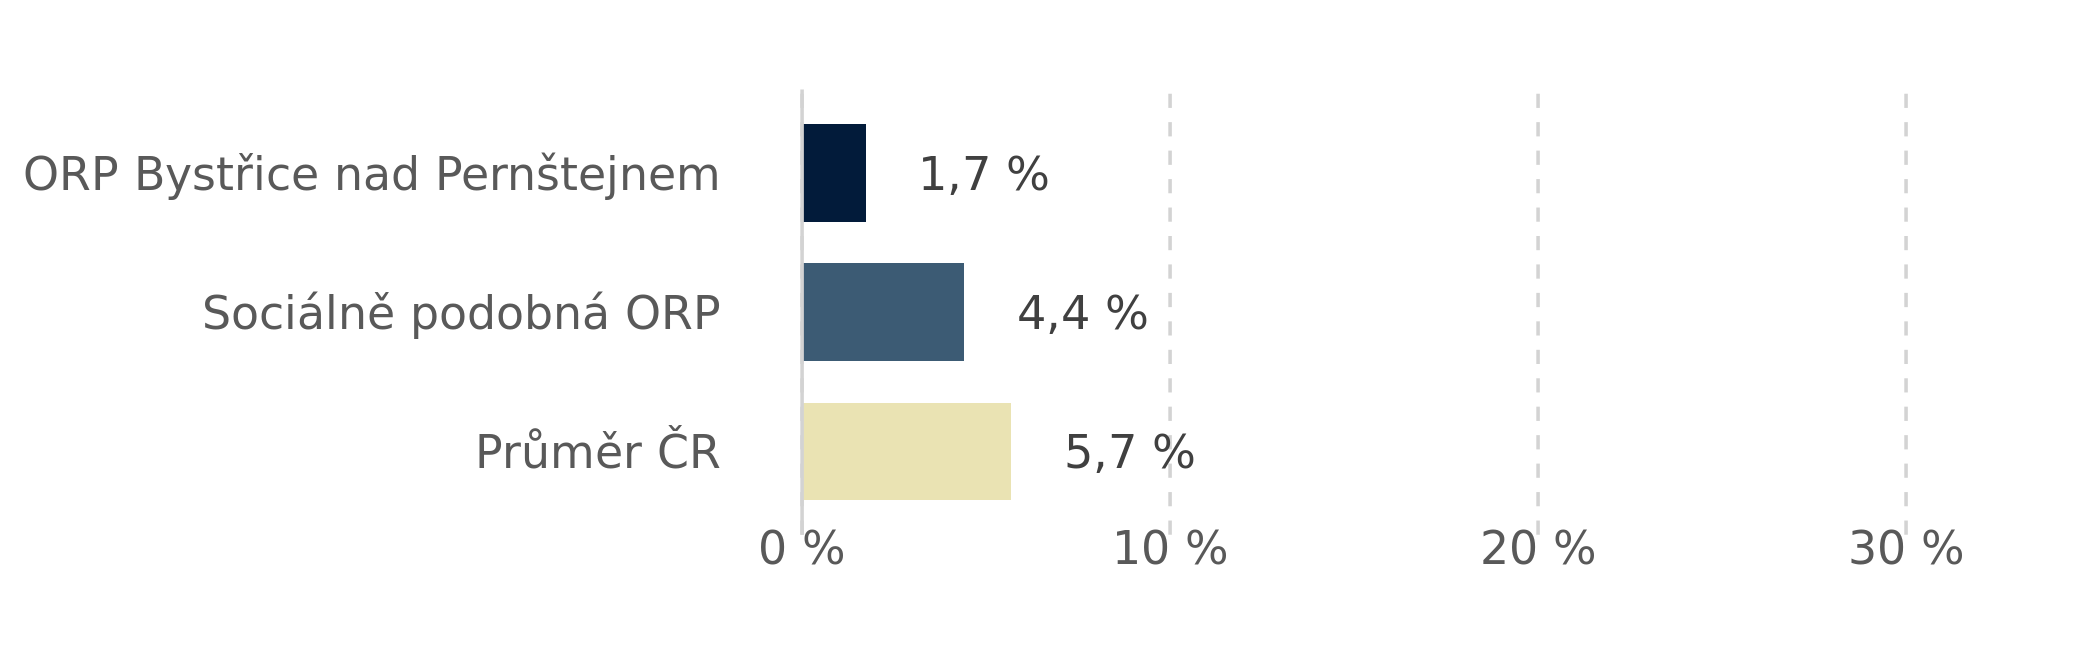 ORP Bystřice nad Pernštejnem 1,7 %
Sociálně podobná ORP 4,4 %
Průměr ČR 5,7 %
0 % 10 % 20 % 30 %